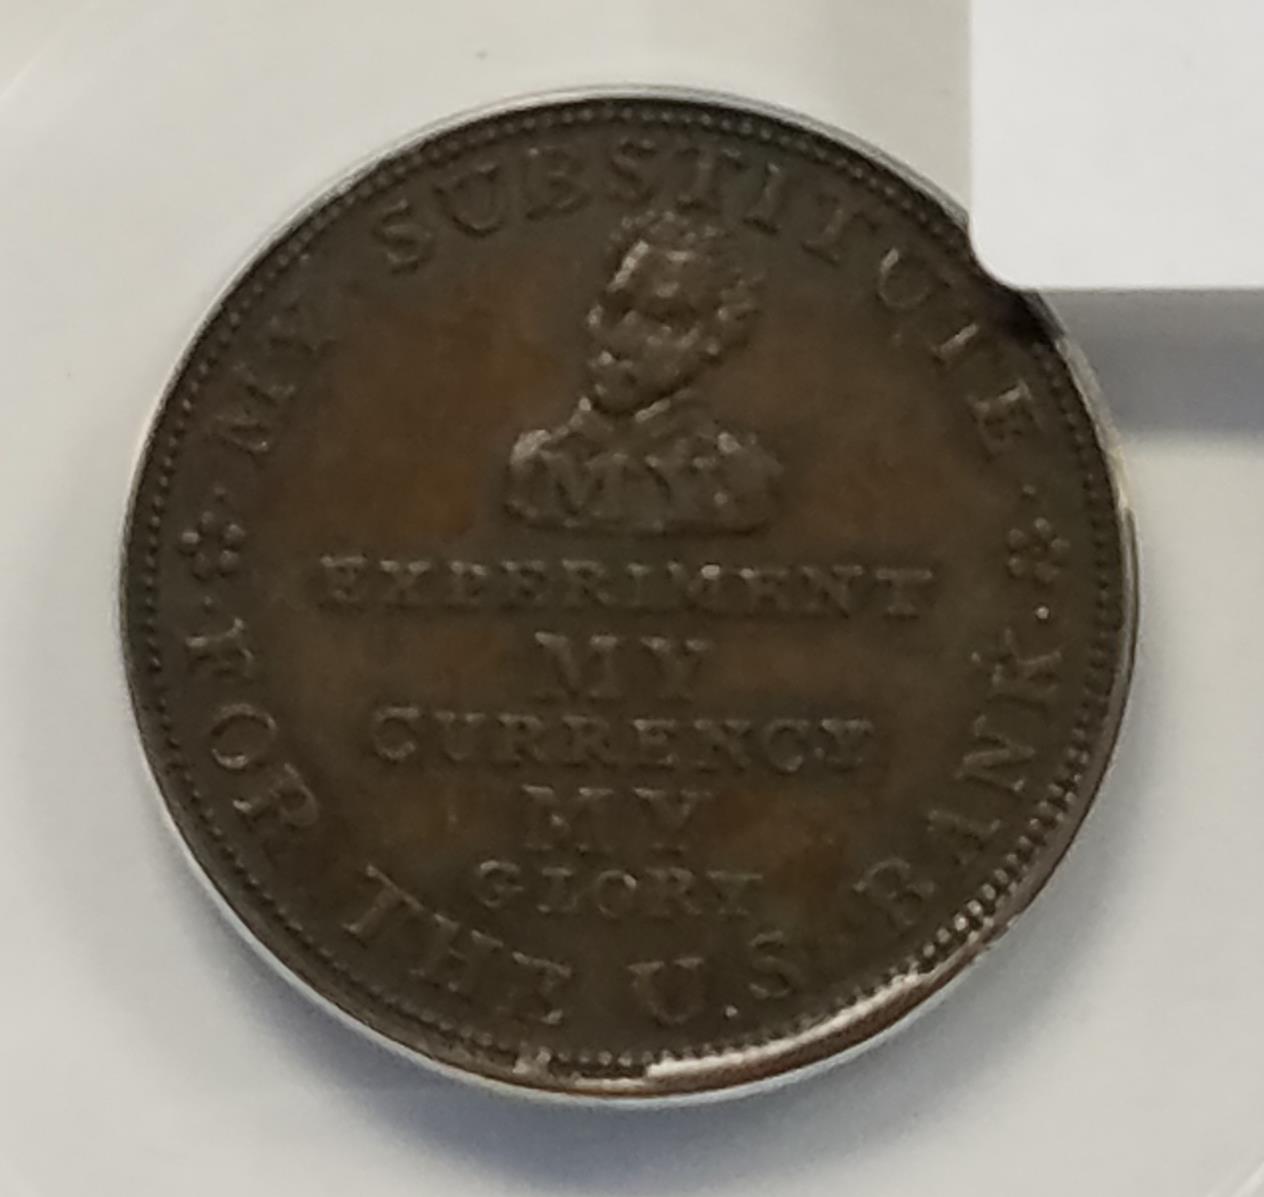 MY SUBSTITUTE
FOR THE U.S. BANK
MY
EXPERIMENT
MY
CURRENCY
MY
GLORY